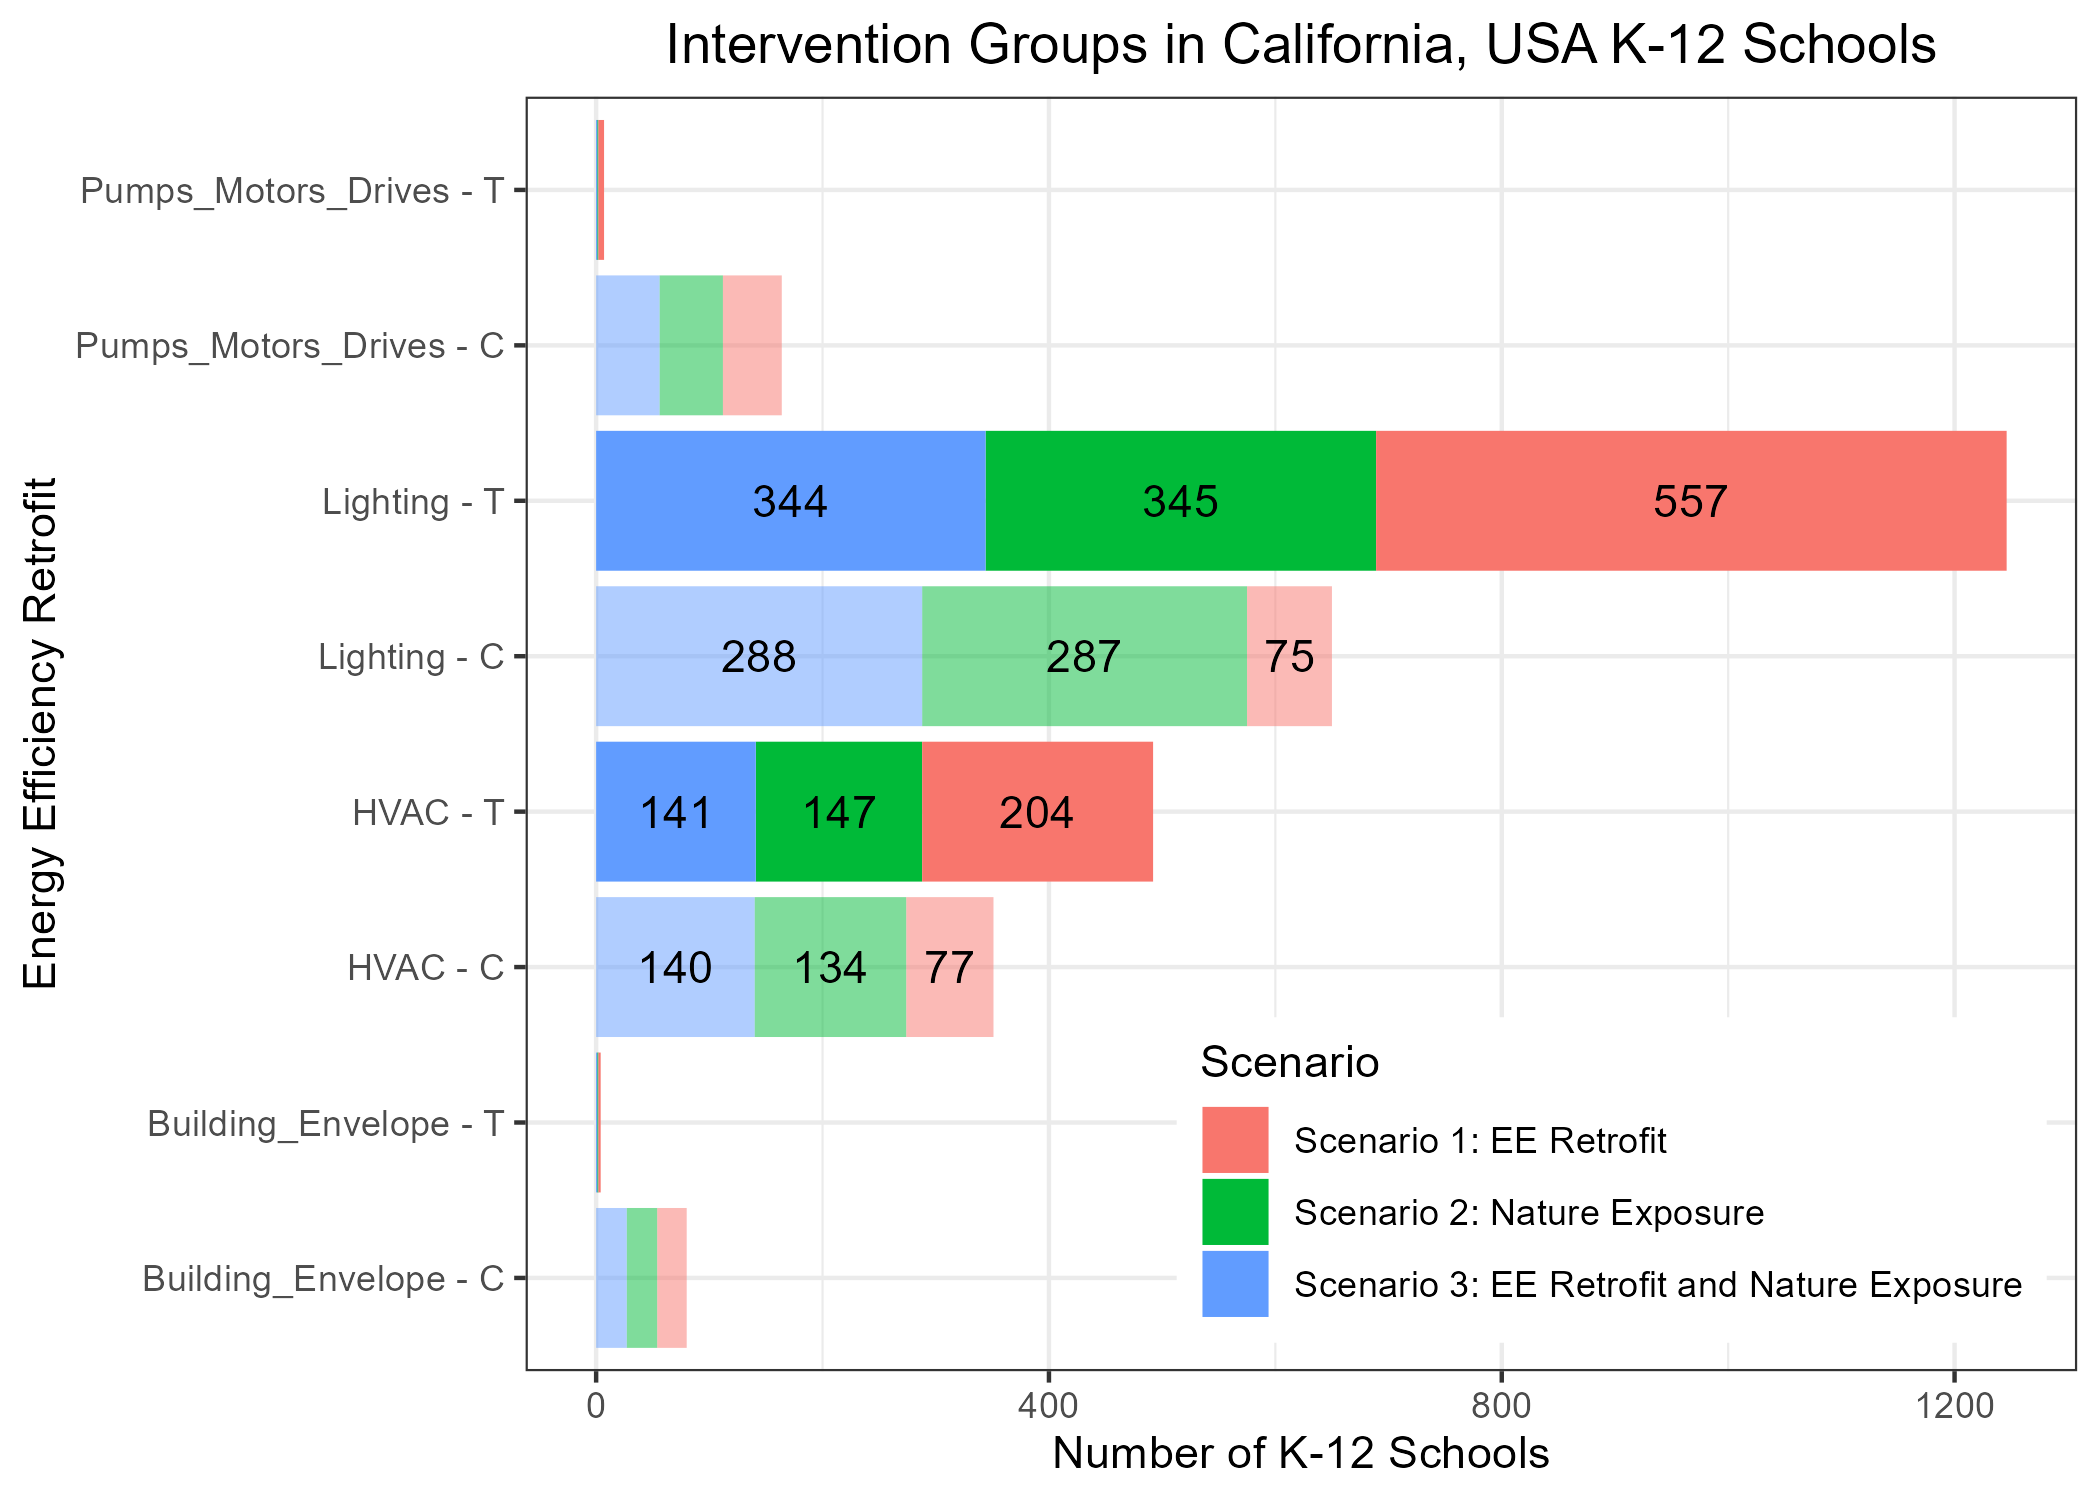 Intervention Groups in California, USA K-12 Schools
Energy Efficiency Retrofit
Pumps_Motors_Drives - T
Pumps_Motors_Drives - C
Lighting - T
344 345 557
Lighting - C
288 287 75
HVAC - T
141 147 204
HVAC - C
140 134 77
Building_Envelope - T
Building_Envelope - C
Scenario
Scenario 1: EE Retrofit
Scenario 2: Nature Exposure
Scenario 3: EE Retrofit and Nature Exposure
0 400 800 1200
Number of K-12 Schools